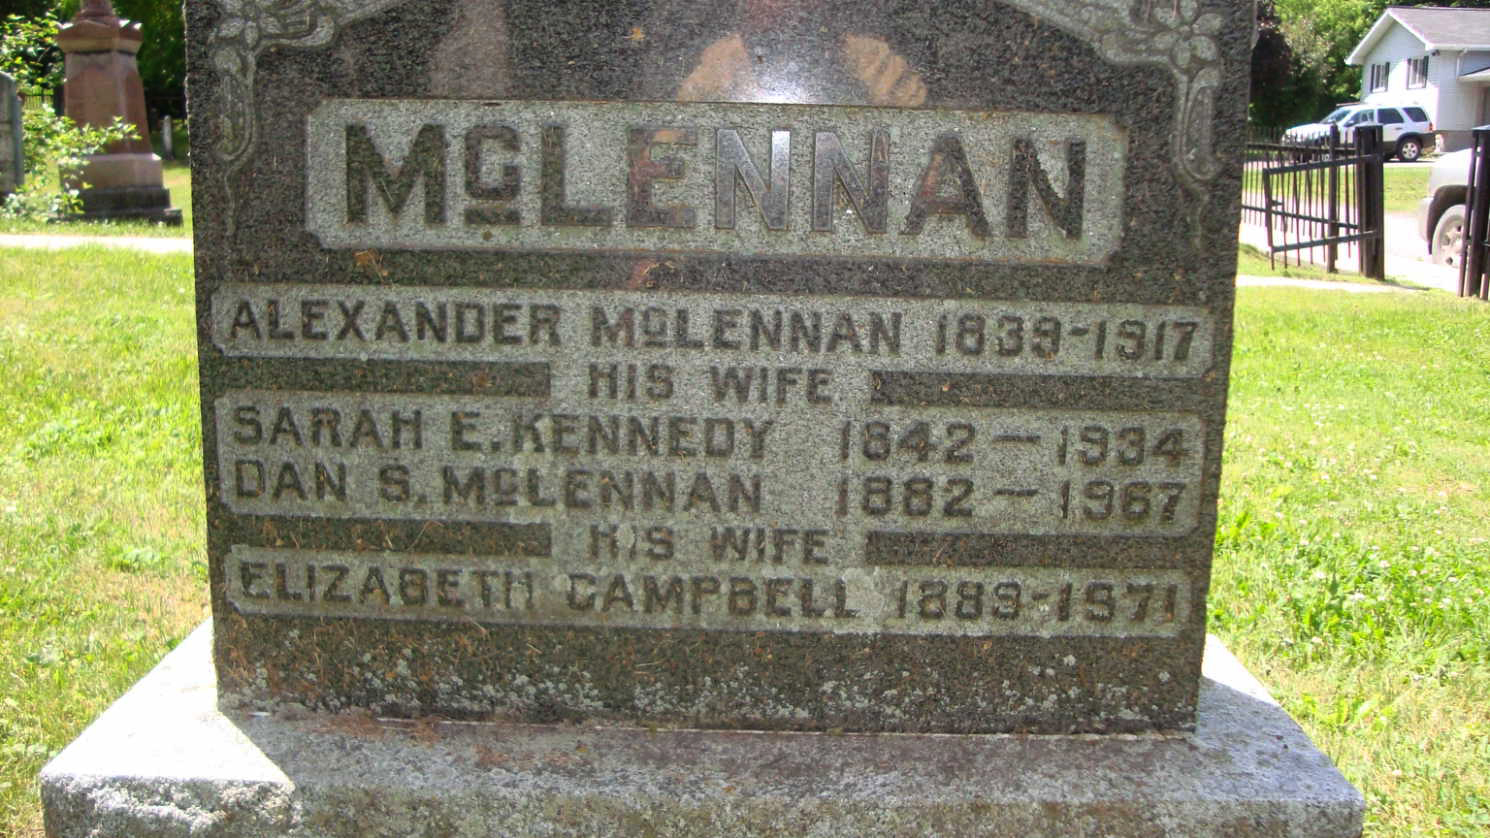 McLENNAN
ALEXANDER McLENNAN 1839-1917
HIS WIFE
SARAH E. KENNEDY 1842-1934
DAN S. McLENNAN 1882-1967
HIS WIFE
ELIZABETH CAMPBELL 1889-1971